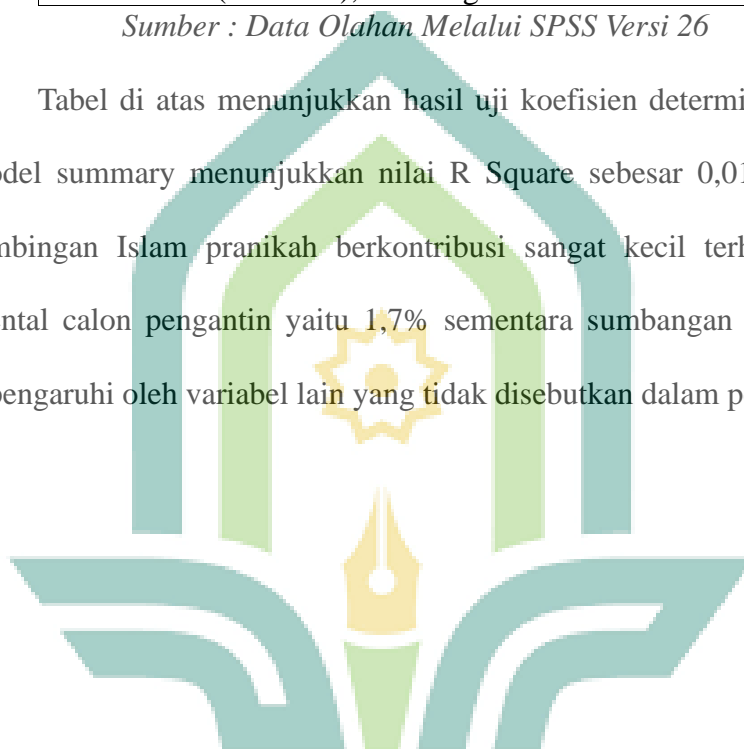 Sumber : Data Olahan Melalui SPSS Versi 26
Tabel di atas menunjukkan hasil uji koefisien determi
del summary menunjukkan nilai R Square sebesar 0,01
mbingan Islam pranikah berkontribusi sangat kecil terh
ental calon pengantin yaitu 1,7% sementara sumbangan
pengaruhi oleh variabel lain yang tidak disebutkan dalam p